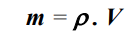 m = ρ. V